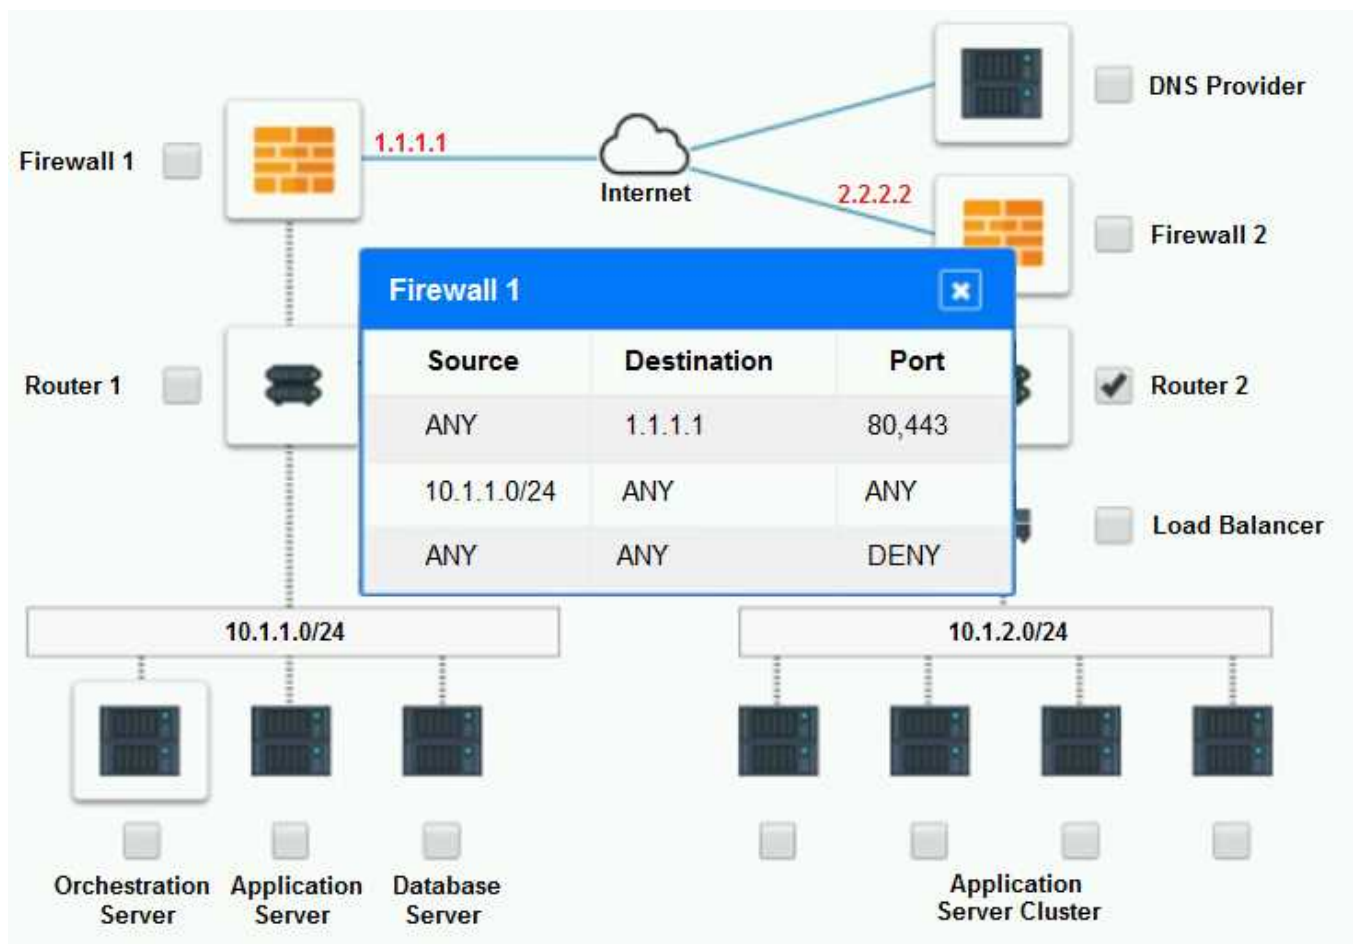 DNS Provider
Firewall 1
1.1.1.1
Internet
2.2.2.2
Firewall 2
Firewall 1
Source Destination Port
ANY 1.1.1.1 80,443
10.1.1.0/24 ANY ANY
ANY ANY DENY
Router 1
Router 2
Load Balancer
10.1.1.0/24
10.1.2.0/24
Orchestration
Server
Application
Server
Database
Server
Application
Server Cluster